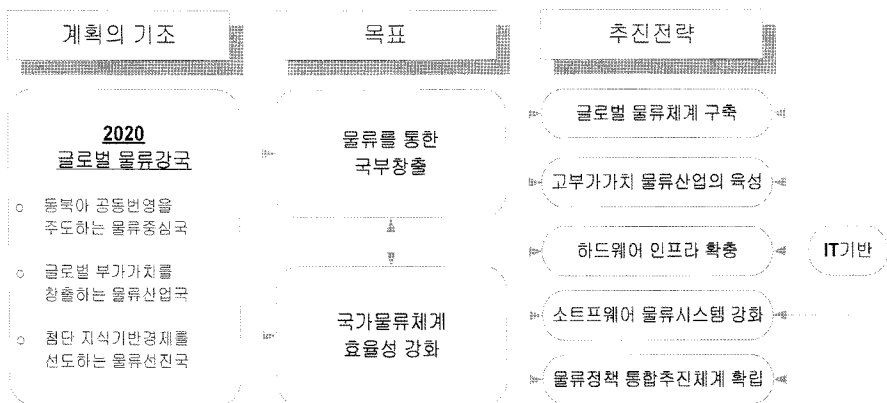 계획의 기조
목표
추진전략
2020
글로벌 물류강국
○ 동북아 공동번영을
주도하는 물류중심국
○ 글로벌 부가가치를
창출하는 물류산업국
○ 첨단 지식기반경제를
선도하는 물류선진국
물류를 통한
국부창출
국가물류체계
효율성 강화
글로벌 물류체계 구축
고부가가치 물류산업의 육성
하드웨어 인프라 확충
소트프웨어 물류시스템 강화
물류정책 통합추진체계 확립
IT기반